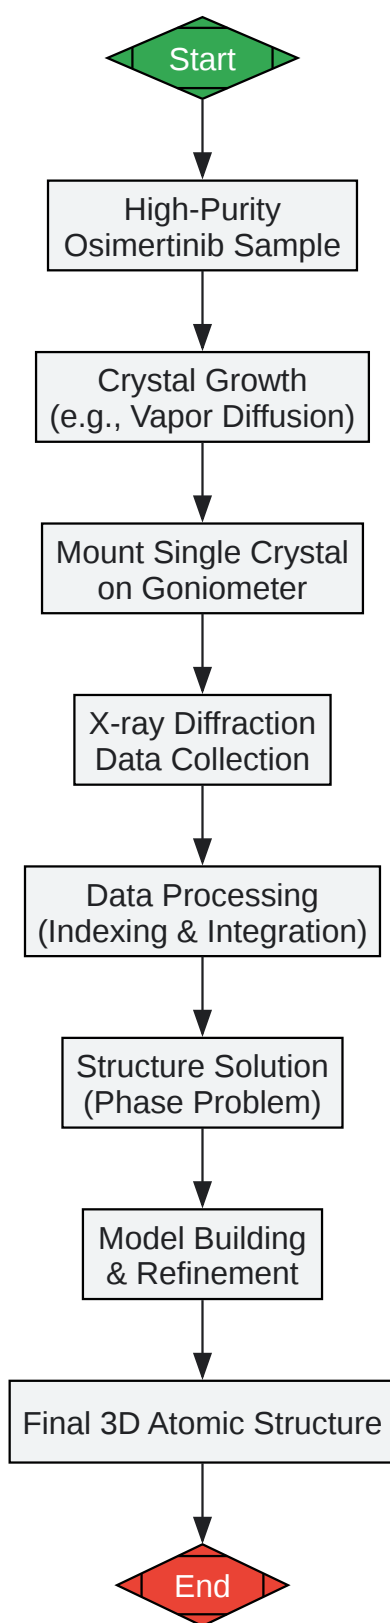 Start
High-Purity
Osimertinib Sample
Crystal Growth
(e.g., Vapor Diffusion)
Mount Single Crystal
on Goniometer
X-ray Diffraction
Data Collection
Data Processing
(Indexing & Integration)
Structure Solution
(Phase Problem)
Model Building
& Refinement
Final 3D Atomic Structure
End